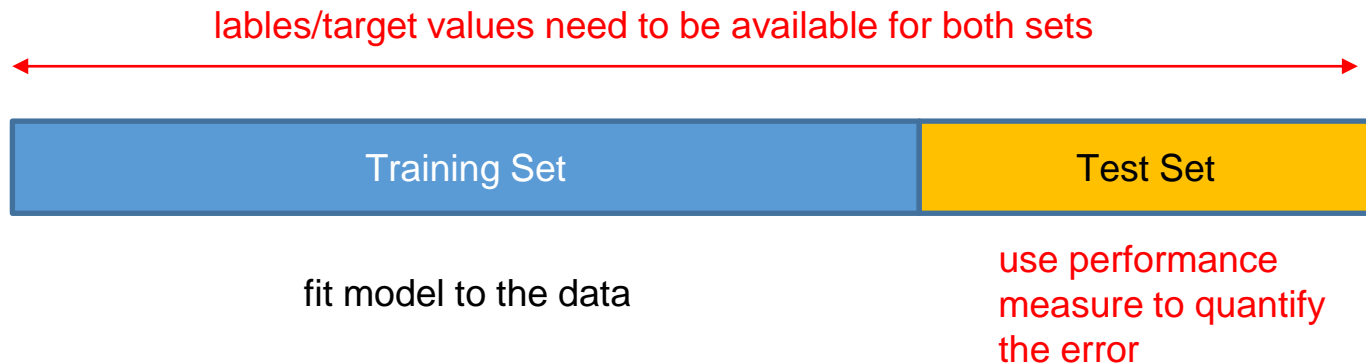 lables/target values need to be available for both sets
Training Set
Test Set
fit model to the data
use performance
measure to quantify
the error